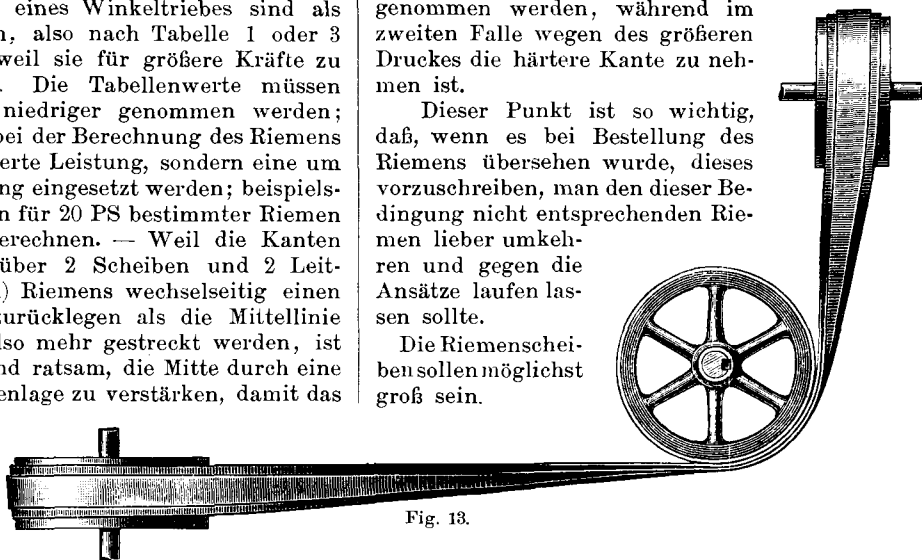 eines Winkeltriebes sind als
also nach Tabelle 1 oder 3
weil sie für größere Kräfte zu
Die Tabellenwerte müssen
niedriger genommen werden;
bei der Berechnung des Riemens
erte Leistung, sondern eine um
ng eingesetzt werden; beispiels-
n für 20 PS bestimmter Riemen
erechnen. — Weil die Kanten
über 2 Scheiben und 2 Leit-
) Riemens wechselseitig einen
zurücklegen als die Mittellinie
lso mehr gestreckt werden, ist
nd ratsam, die Mitte durch eine
enlage zu verstärken, damit das
genommen werden, während im
zweiten Falle wegen des größeren
Druckes die härtere Kante zu neh-
men ist.
Dieser Punkt ist so wichtig,
daß, wenn es bei Bestellung des
Riemens übersehen wurde, dieses
vorzuschreiben, man den dieser Be-
dingung nicht entsprechenden Rie-
men lieber umkeh-
ren und gegen die
Ansätze laufen las-
sen sollte.
Die Riemenschei-
ben sollen möglichst
groß sein.
Fig. 13.